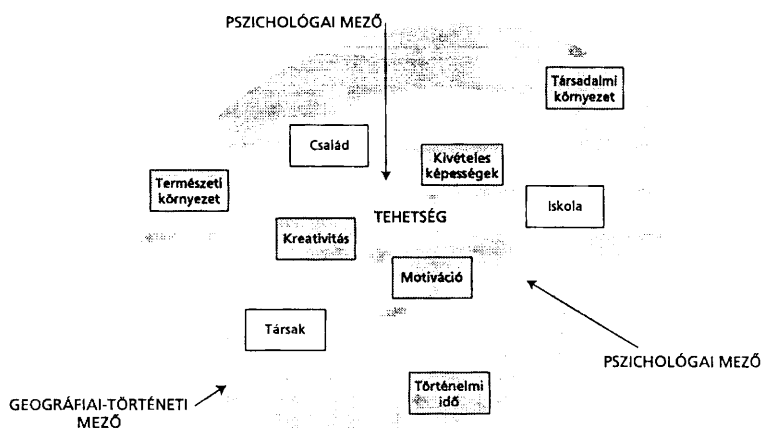 PSZICHOLÓGAI MEZŐ
Társadalmi
környezet
Család
Kivételes
képességek
Természeti
környezet
Iskola
TEHETSÉG
Kreativitás
Motiváció
Társak
PSZICHOLÓGAI MEZŐ
Történelmi
idő
GEOGRÁFIAI-TÖRTÉNETI
MEZŐ